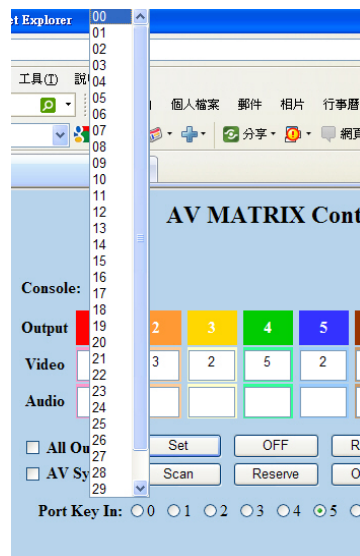 et Explorer
00
01
02
03
04
05
06
07
08
09
10
11
12
13
14
15
16
17
18
19
20
21
22
23
24
25
26
27
28
29
工具(T)
個人檔案 郵件 相片 行事曆
分享
網頁
AV MATRIX Cont
Console:
Output 2 3 4 5
Video 3 2 5 2
Audio
All Ou Set OFF R
AV Sy Scan Reserve O
Port Key In: 0 1 2 3 4 5